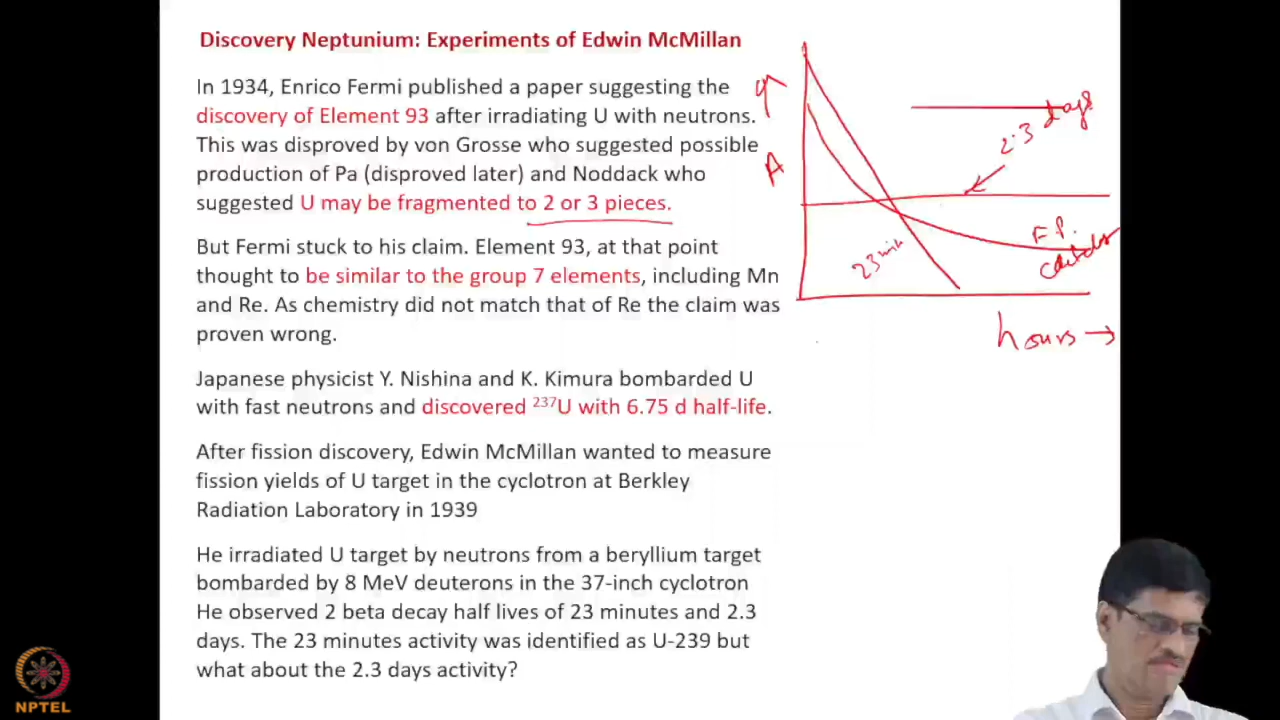 Discovery Neptunium: Experiments of Edwin McMillan
In 1934, Enrico Fermi published a paper suggesting the
discovery of Element 93 after irradiating U with neutrons.
This was disproved by von Grosse who suggested possible
production of Pa (disproved later) and Noddack who
suggested U may be fragmented to 2 or 3 pieces.
But Fermi stuck to his claim. Element 93, at that point
thought to be similar to the group 7 elements, including Mn
and Re. As chemistry did not match that of Re the claim was
proven wrong.
Japanese physicist Y. Nishina and K. Kimura bombarded U
with fast neutrons and discovered ²³⁷U with 6.75 d half-life.
After fission discovery, Edwin McMillan wanted to measure
fission yields of U target in the cyclotron at Berkley
Radiation Laboratory in 1939
He irradiated U target by neutrons from a beryllium target
bombarded by 8 MeV deuterons in the 37-inch cyclotron
He observed 2 beta decay half lives of 23 minutes and 2.3
days. The 23 minutes activity was identified as U-239 but
what about the 2.3 days activity?
A
2.3 days
F.P.
23 min
hours →
NPTEL